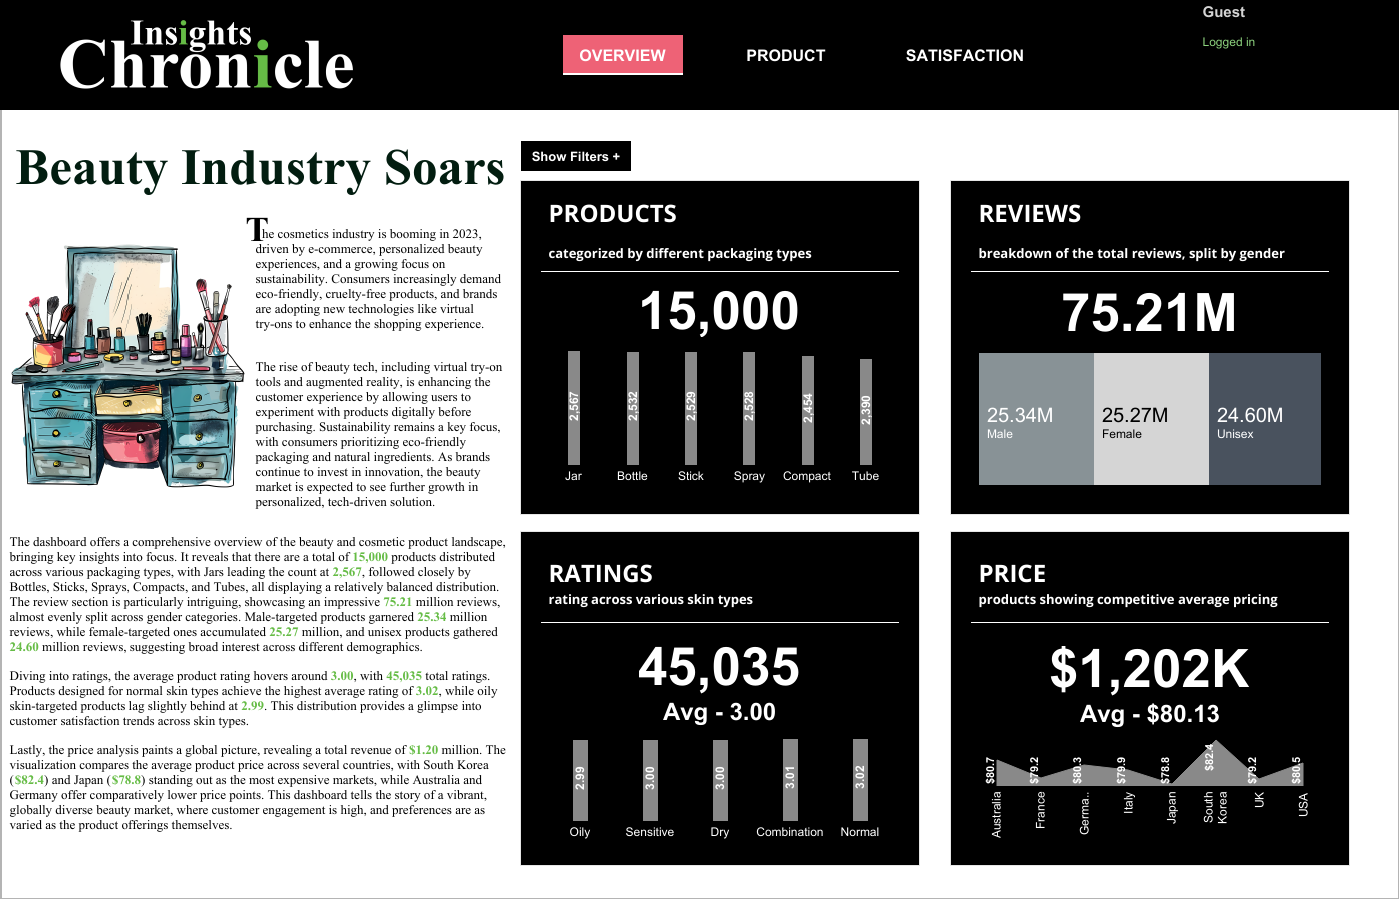 Insights
Chronicle
OVERVIEW
PRODUCT
SATISFACTION
Guest
Logged in
Beauty Industry Soars
The cosmetics industry is booming in 2023,
driven by e-commerce, personalized beauty
experiences, and a growing focus on
sustainability. Consumers increasingly demand
eco-friendly, cruelty-free products, and brands
are adopting new technologies like virtual
try-ons to enhance the shopping experience.
The rise of beauty tech, including virtual try-on
tools and augmented reality, is enhancing the
customer experience by allowing users to
experiment with products digitally before
purchasing. Sustainability remains a key focus,
with consumers prioritizing eco-friendly
packaging and natural ingredients. As brands
continue to invest in innovation, the beauty
market is expected to see further growth in
personalized, tech-driven solution.
The dashboard offers a comprehensive overview of the beauty and cosmetic product landscape,
bringing key insights into focus. It reveals that there are a total of 15,000 products distributed
across various packaging types, with Jars leading the count at 2,567, followed closely by
Bottles, Sticks, Sprays, Compacts, and Tubes, all displaying a relatively balanced distribution.
The review section is particularly intriguing, showcasing an impressive 75.21 million reviews,
almost evenly split across gender categories. Male-targeted products garnered 25.34 million
reviews, while female-targeted ones accumulated 25.27 million, and unisex products gathered
24.60 million reviews, suggesting broad interest across different demographics.
Diving into ratings, the average product rating hovers around 3.00, with 45,035 total ratings.
Products designed for normal skin types achieve the highest average rating of 3.02, while oily
skin-targeted products lag slightly behind at 2.99. This distribution provides a glimpse into
customer satisfaction trends across skin types.
Lastly, the price analysis paints a global picture, revealing a total revenue of $1.20 million. The
visualization compares the average product price across several countries, with South Korea
($82.4) and Japan ($78.8) standing out as the most expensive markets, while Australia and
Germany offer comparatively lower price points. This dashboard tells the story of a vibrant,
globally diverse beauty market, where customer engagement is high, and preferences are as
varied as the product offerings themselves.
Show Filters +
PRODUCTS
categorized by different packaging types
15,000
2,567
2,532
2,529
2,528
2,454
2,390
Jar
Bottle
Stick
Spray
Compact
Tube
REVIEWS
breakdown of the total reviews, split by gender
75.21M
25.34M
Male
25.27M
Female
24.60M
Unisex
RATINGS
rating across various skin types
45,035
Avg - 3.00
2.99
3.00
3.00
3.01
3.02
Oily
Sensitive
Dry
Combination
Normal
PRICE
products showing competitive average pricing
$1,202K
Avg - $80.13
$80.7
$79.2
$80.3
$79.9
$78.8
$82.4
$79.2
$80.5
Australia
France
Germa..
Italy
Japan
South
Korea
UK
USA